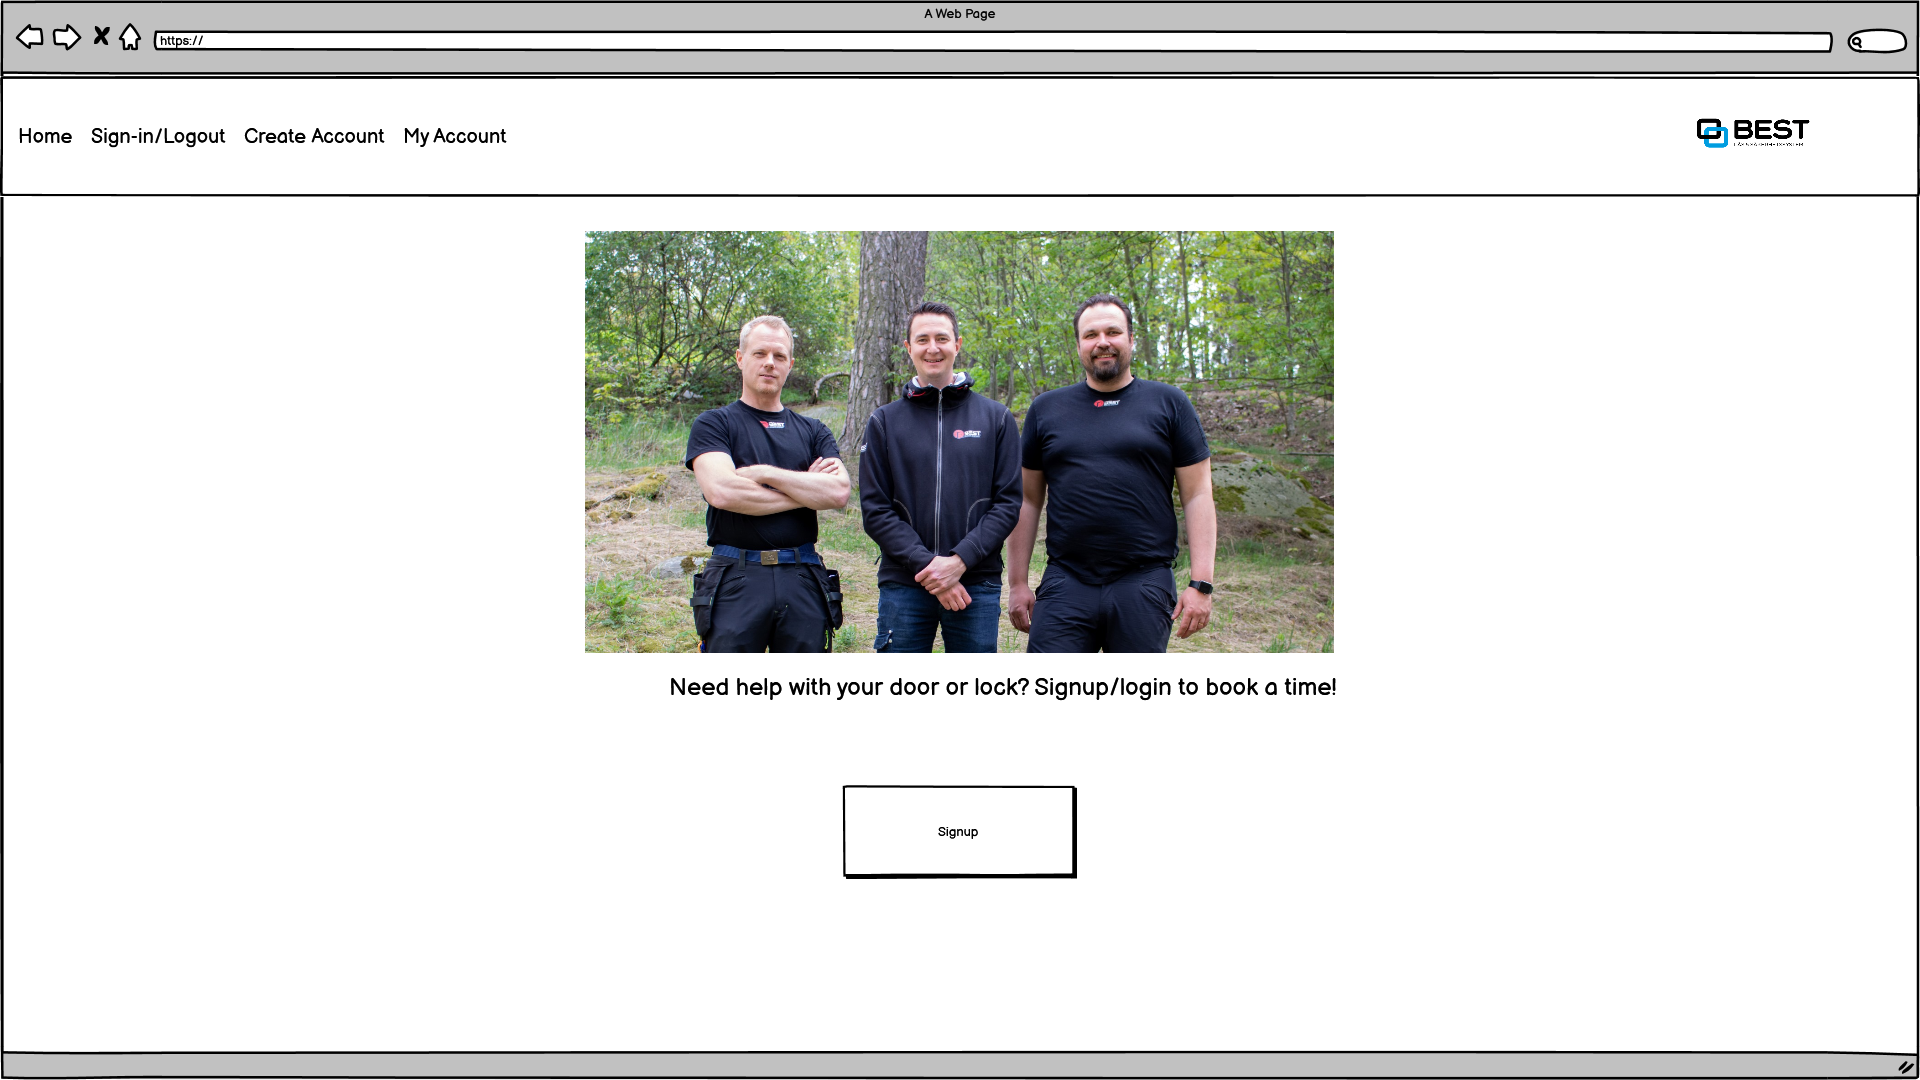 A Web Page
https://
Home Sign-in/Logout Create Account My Account
BEST
BEST
Need help with your door or lock? Signup/login to book a time!
Signup